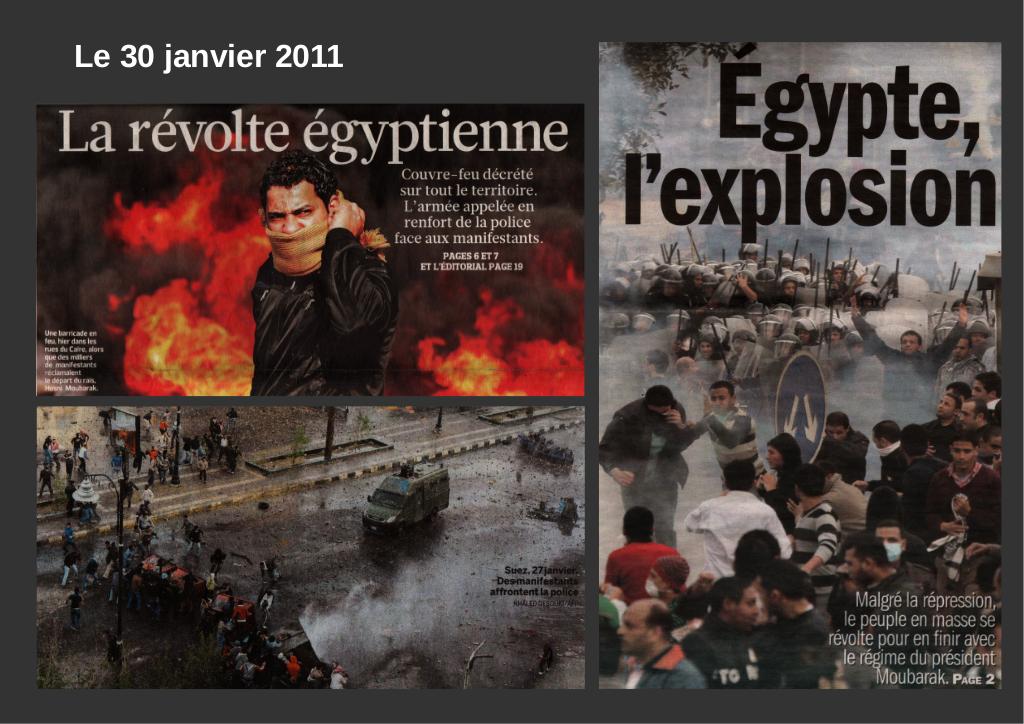 Le 30 janvier 2011
La révolte égyptienne
Couvre-feu décrété
sur tout le territoire.
L'armée appelée en
renfort de la police
face aux manifestants.
PAGES 6 ET 7
ET L'ÉDITORIAL PAGE 19
Une barricade en
feu, hier dans les
rues du Caire, alors
que des milliers
de manifestants
réclamaient
le départ du raïs,
Hosni Moubarak.
Suez, 27 janvier.
Des manifestants
affrontent la police
KHALED DESOUKI/AFP
Égypte,
l'explosion
Malgré la répression,
le peuple en masse se
révolte pour en finir avec
le régime du président
Moubarak. PAGE 2
TO